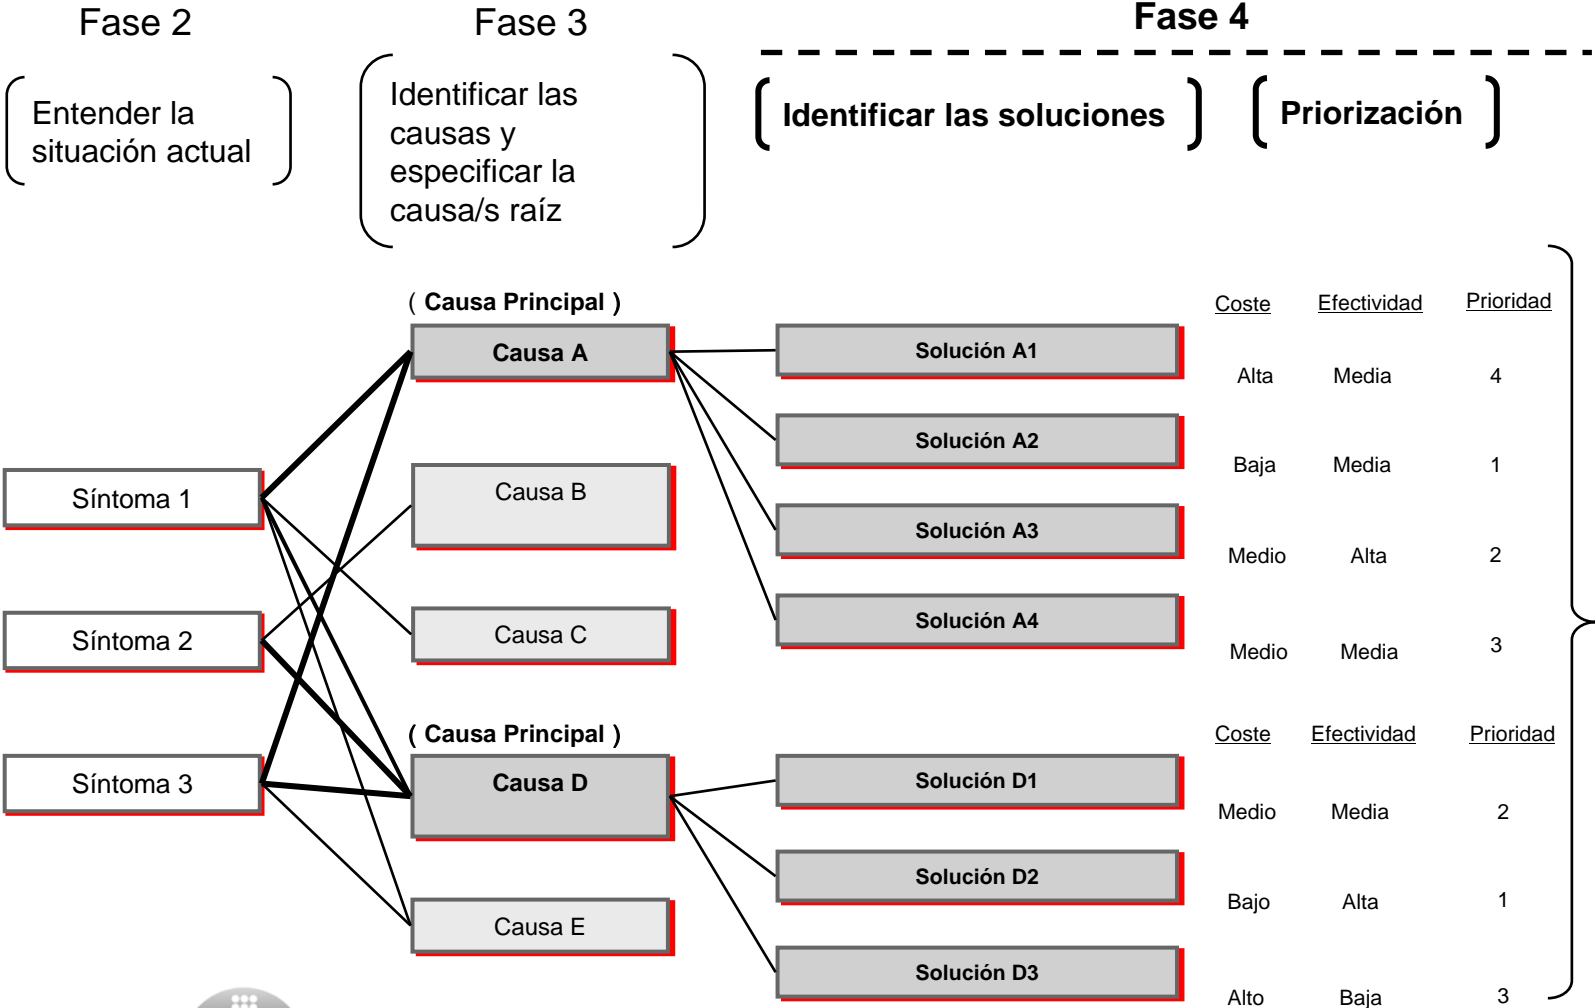 Fase 2
Fase 3
Fase 4
Entender la
situación actual
Identificar las
causas y
especificar la
causa/s raíz
Identificar las soluciones
Priorización
( Causa Principal )
Causa A
Causa B
Causa C
( Causa Principal )
Causa D
Causa E
Síntoma 1
Síntoma 2
Síntoma 3
Coste Efectividad Prioridad
Solución A1
Alta Media 4
Solución A2
Baja Media 1
Solución A3
Medio Alta 2
Solución A4
Medio Media 3
Coste Efectividad Prioridad
Solución D1
Medio Media 2
Solución D2
Bajo Alta 1
Solución D3
Alto Baja 3